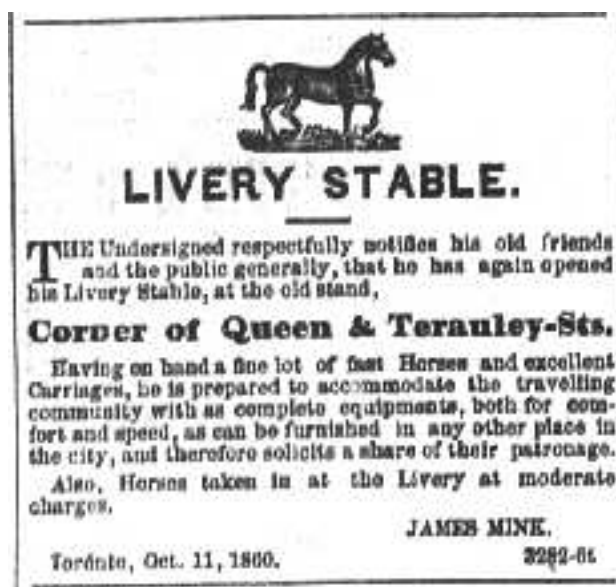 LIVERY STABLE.
THE Undersigned respectfully notifies his old friends
and the public generally, that he has again opened
his Livery Stable, at the old stand,
Corner of Queen & Terauley-Sts.
Having on hand a fine lot of fast Horses and excellent
Carriages, he is prepared to accommodate the travelling
community with as complete equipments, both for com-
fort and speed, as can be furnished in any other place in
the city, and therefore solicits a share of their patronage.
Also, Horses taken in at the Livery at moderate
charges.
JAMES MINK.
Toronto, Oct. 11, 1860. 3282-6t